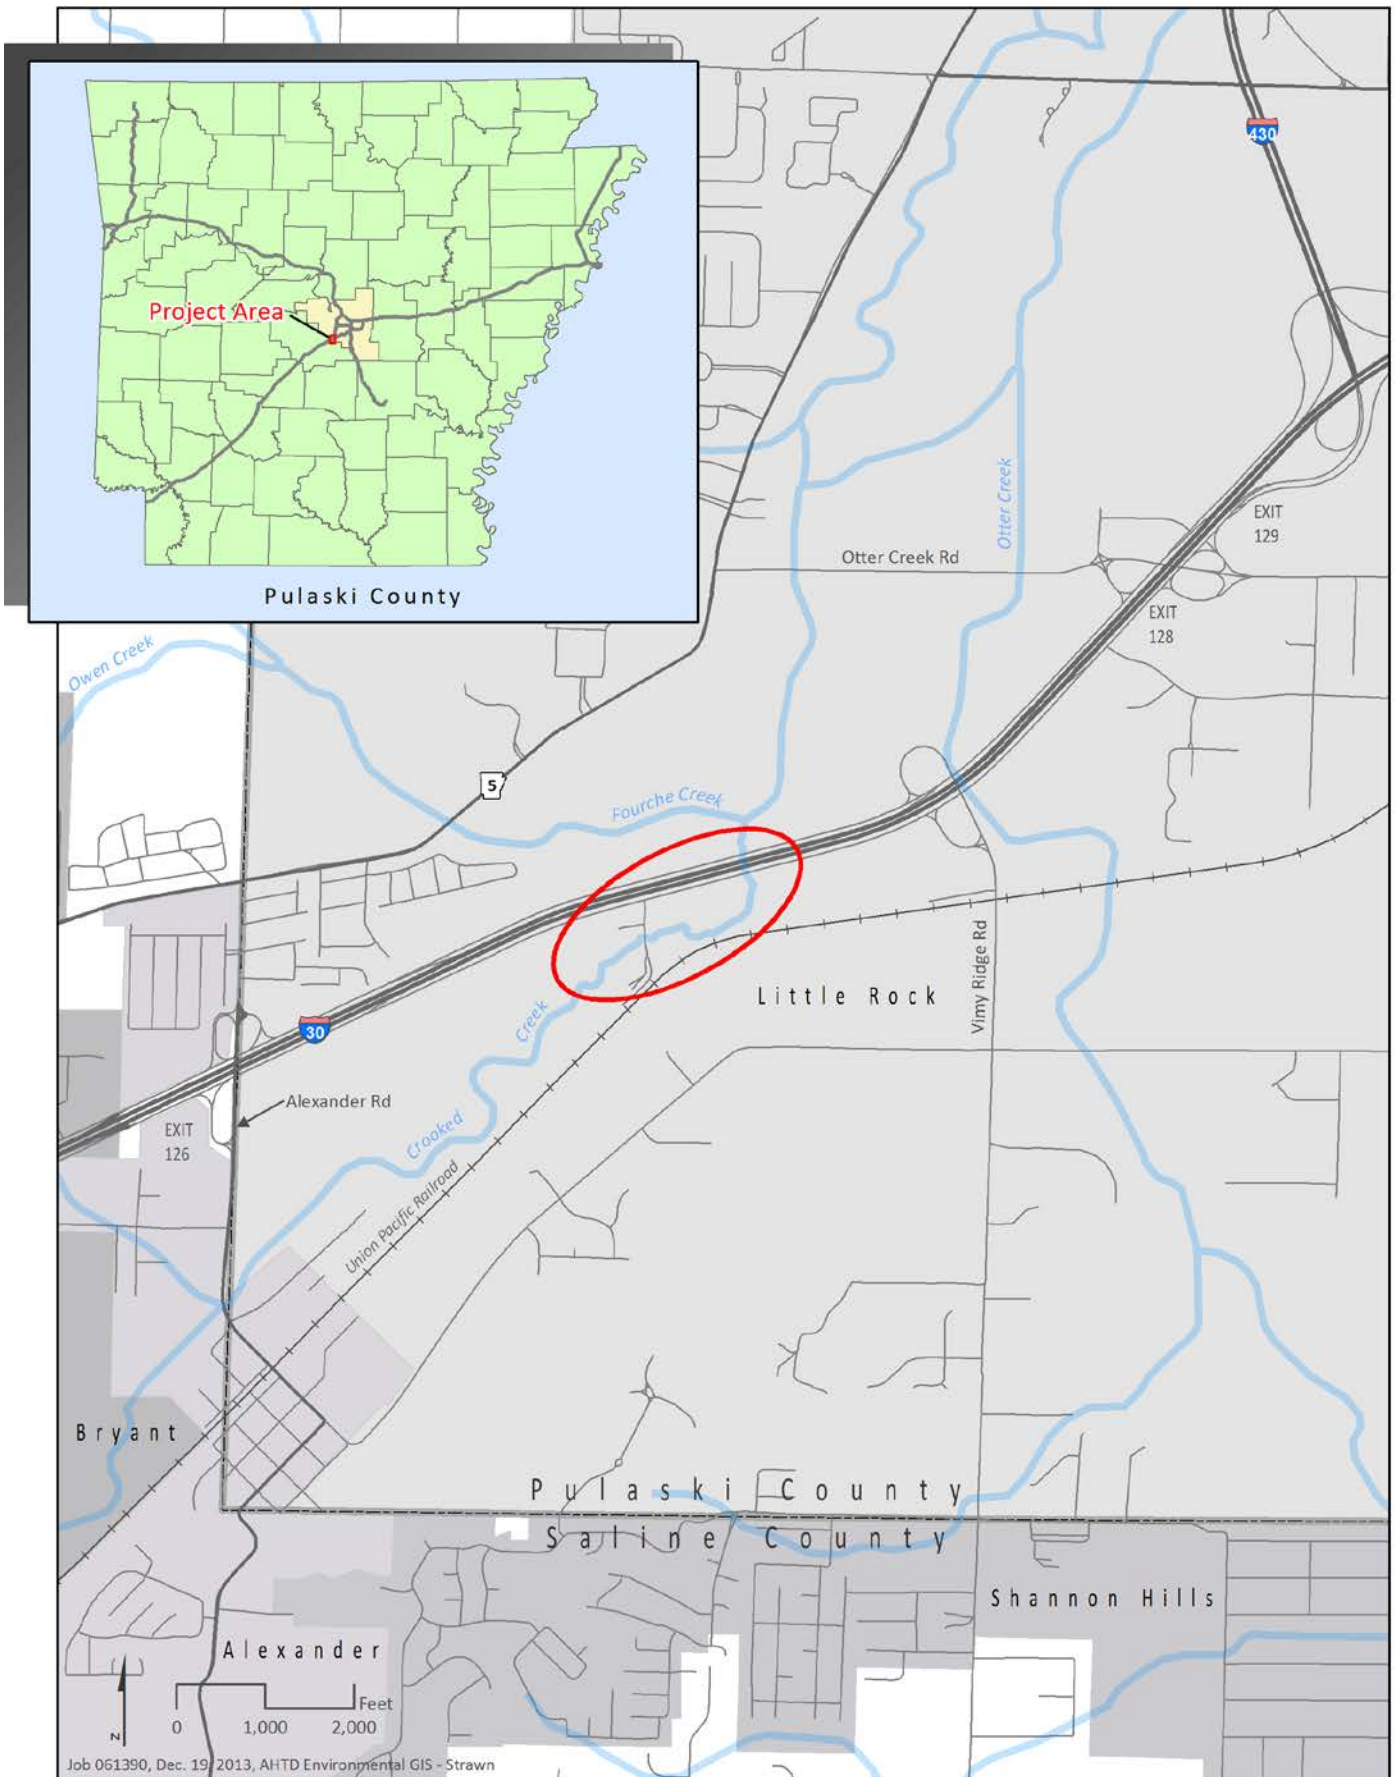 430
Project Area
Pulaski County
Otter Creek
EXIT
129
Otter Creek Rd
EXIT
128
Owen Creek
5
Fourche Creek
Vimy Ridge Rd
Little Rock
Creek
30
Alexander Rd
Crooked
EXIT
126
Union Pacific Railroad
Bryant
Pulaski County
Saline County
Shannon Hills
Alexander
Feet
0 1,000 2,000
N
Job 061390, Dec. 19, 2013, AHTD Environmental GIS - Strawn